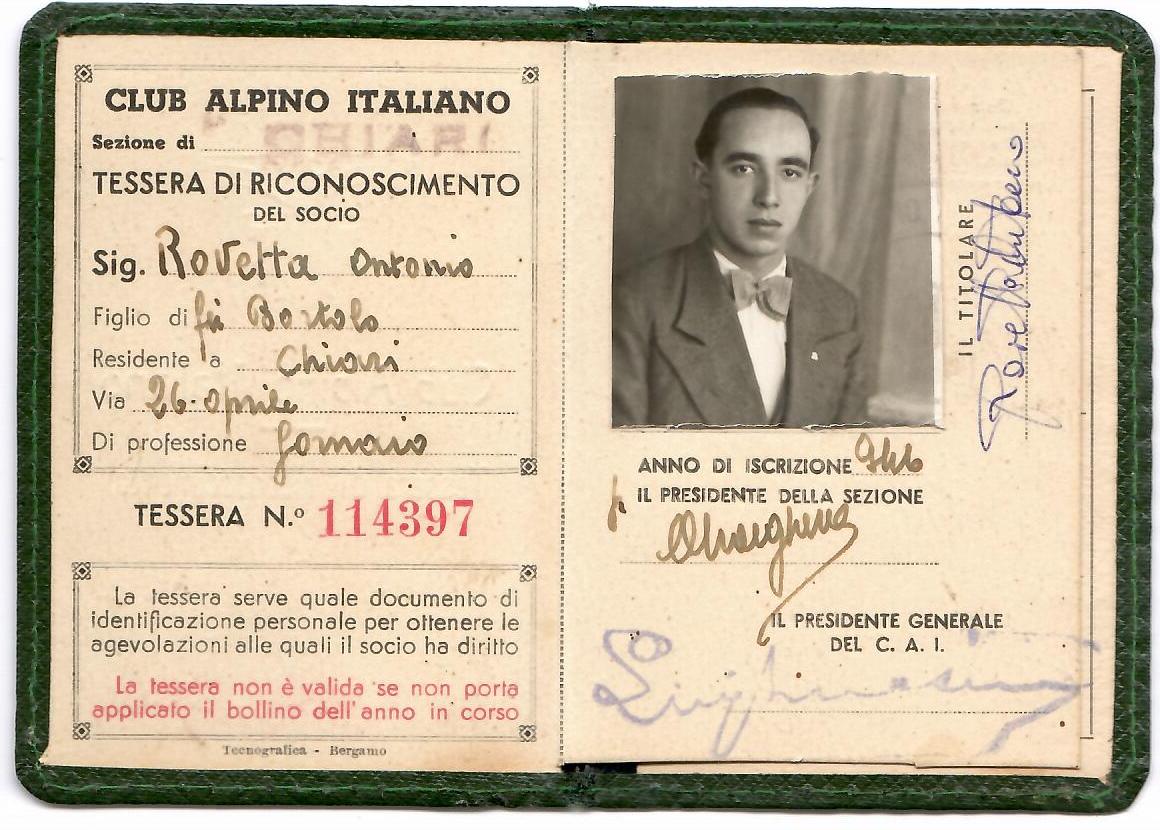 CLUB ALPINO ITALIANO
Sezione di
TESSERA DI RICONOSCIMENTO
DEL SOCIO
Sig. Rovetta Antonio
Figlio di fu Bortolo
Residente a Chiari
Via 26 aprile
Di professione fornaio
TESSERA N.º 114397
La tessera serve quale documento di
identificazione personale per ottenere le
agevolazioni alle quali il socio ha diritto
La tessera non è valida se non porta
applicato il bollino dell'anno in corso
Tecnografica - Bergamo
IL TITOLARE
Rovetta
ANNO DI ISCRIZIONE 946
IL PRESIDENTE DELLA SEZIONE
IL PRESIDENTE GENERALE
DEL C. A. I.